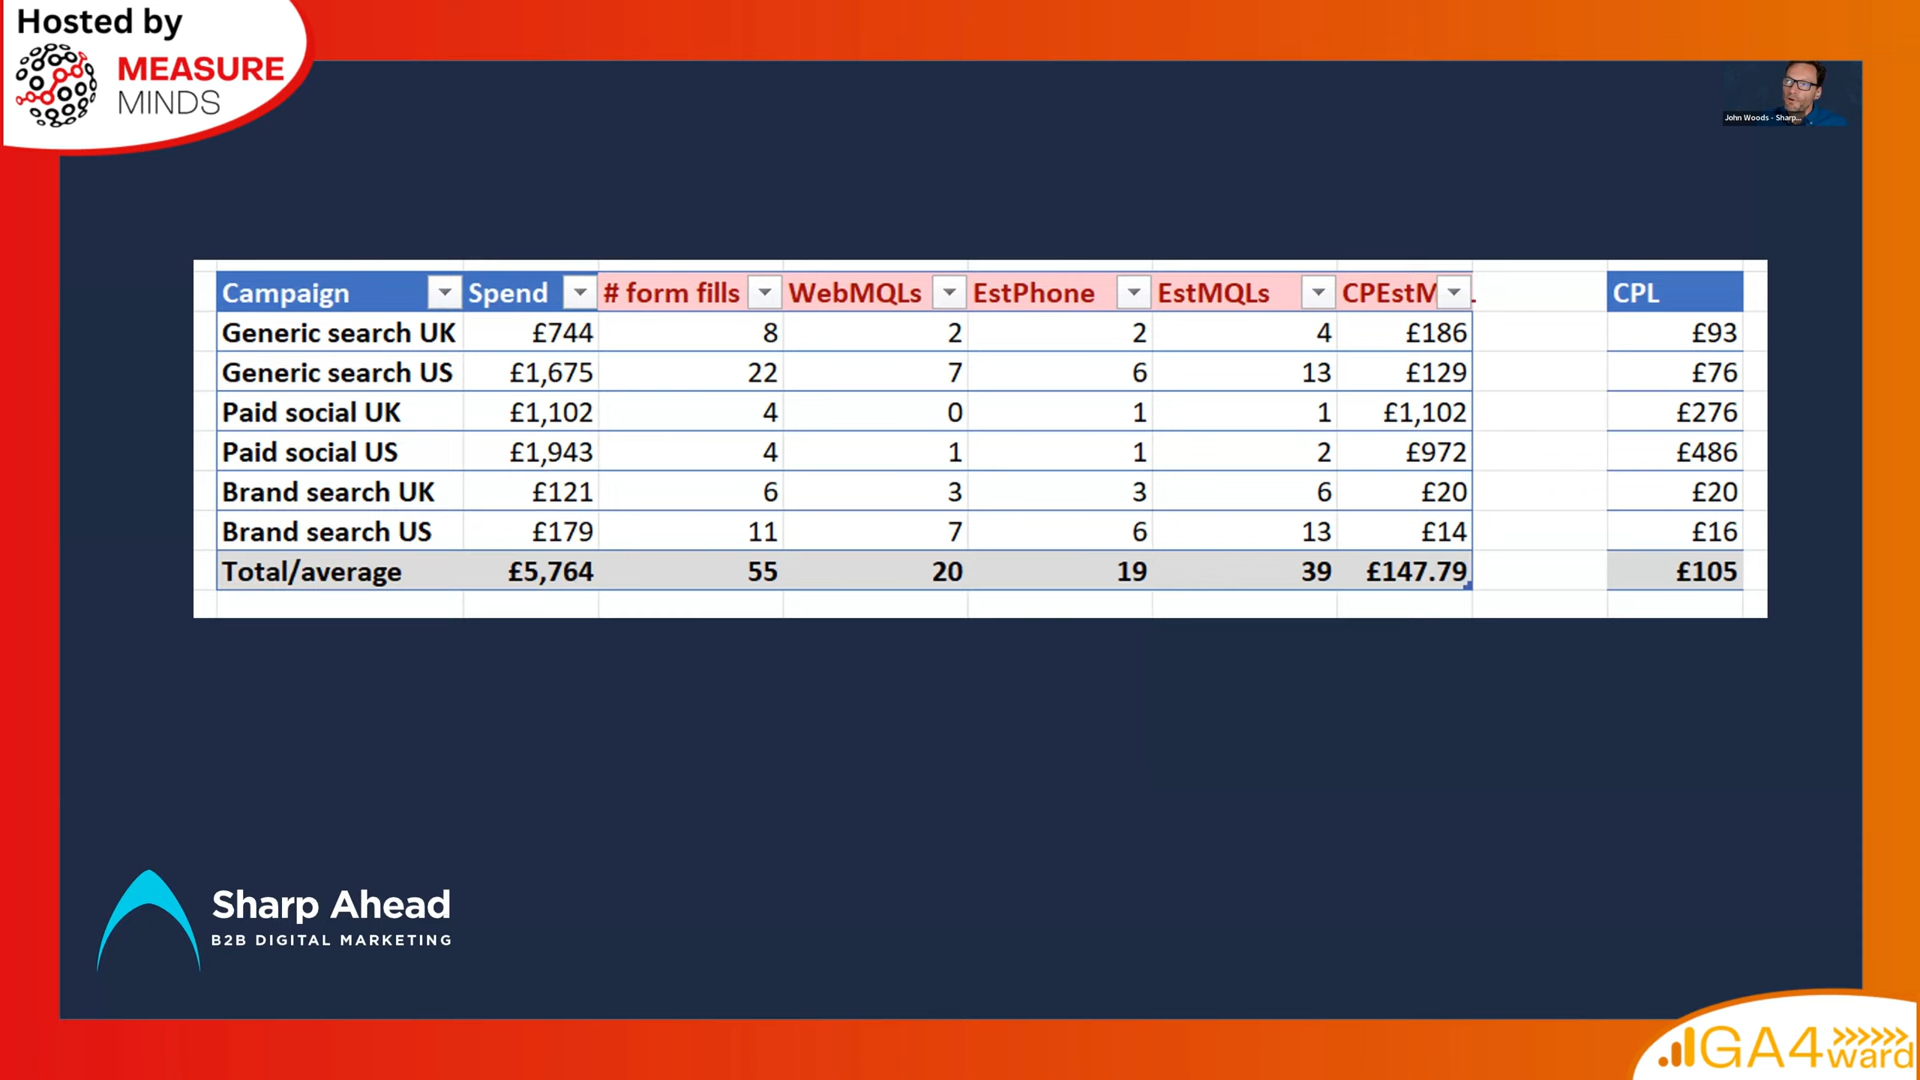 Hosted by
MEASURE
MINDS
John Woods - Sharp...
Campaign Spend # form fills WebMQLs EstPhone EstMQLs CPEstM CPL
Generic search UK £744 8 2 2 4 £186 £93
Generic search US £1,675 22 7 6 13 £129 £76
Paid social UK £1,102 4 0 1 1 £1,102 £276
Paid social US £1,943 4 1 1 2 £972 £486
Brand search UK £121 6 3 3 6 £20 £20
Brand search US £179 11 7 6 13 £14 £16
Total/average £5,764 55 20 19 39 £147.79 £105
Sharp Ahead
B2B DIGITAL MARKETING
GA4ward